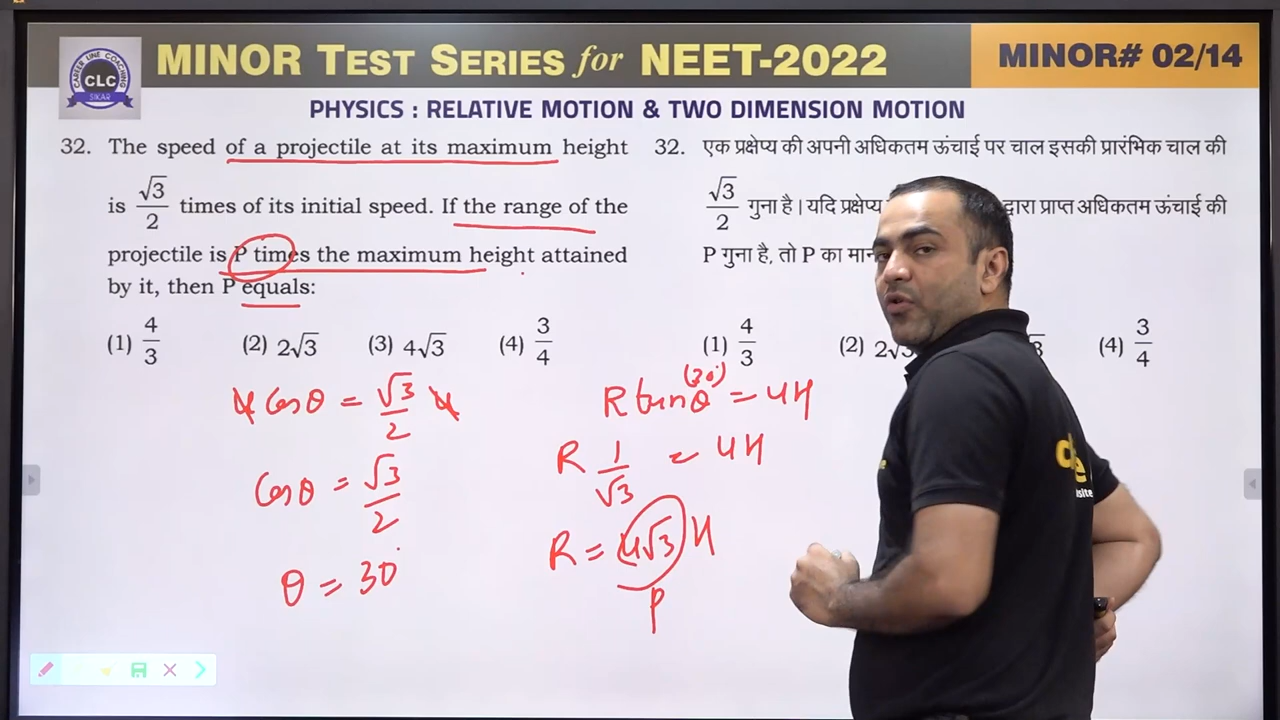 CAREER LINE COACHING
CLC
SIKAR
MINOR TEST SERIES for NEET-2022
MINOR# 02/14
PHYSICS : RELATIVE MOTION & TWO DIMENSION MOTION
32. The speed of a projectile at its maximum height
is √3/2 times of its initial speed. If the range of the
projectile is P times the maximum height attained
by it, then P equals:
(1) 4/3 (2) 2√3 (3) 4√3 (4) 3/4
32. एक प्रक्षेप्य की अपनी अधिकतम ऊंचाई पर चाल इसकी प्रारंभिक चाल की
√3/2 गुना है। यदि प्रक्षेप्य द्वारा प्राप्त अधिकतम ऊंचाई की
P गुना है, तो P का
(1) 4/3 (2) (4) 3/4
u cosθ = √3/2 u
cosθ = √3/2
θ = 30°
R tanθ (30°) = 4H
R 1/√3 = 4H
R = 4√3 H
P